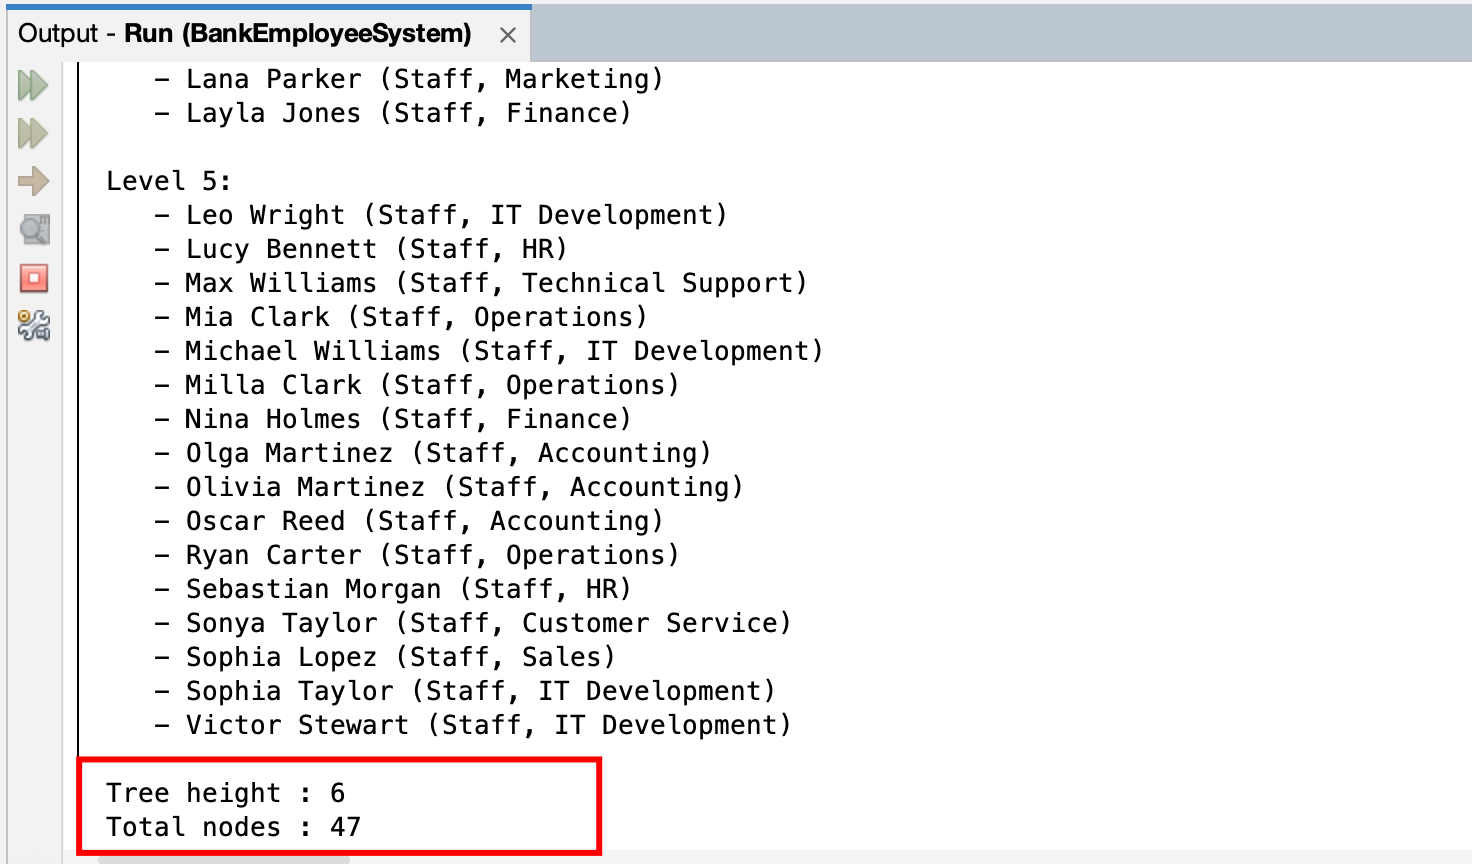 Output - Run (BankEmployeeSystem) ×
– Lana Parker (Staff, Marketing)
– Layla Jones (Staff, Finance)
Level 5:
– Leo Wright (Staff, IT Development)
– Lucy Bennett (Staff, HR)
– Max Williams (Staff, Technical Support)
– Mia Clark (Staff, Operations)
– Michael Williams (Staff, IT Development)
– Milla Clark (Staff, Operations)
– Nina Holmes (Staff, Finance)
– Olga Martinez (Staff, Accounting)
– Olivia Martinez (Staff, Accounting)
– Oscar Reed (Staff, Accounting)
– Ryan Carter (Staff, Operations)
– Sebastian Morgan (Staff, HR)
– Sonya Taylor (Staff, Customer Service)
– Sophia Lopez (Staff, Sales)
– Sophia Taylor (Staff, IT Development)
– Victor Stewart (Staff, IT Development)
Tree height : 6
Total nodes : 47